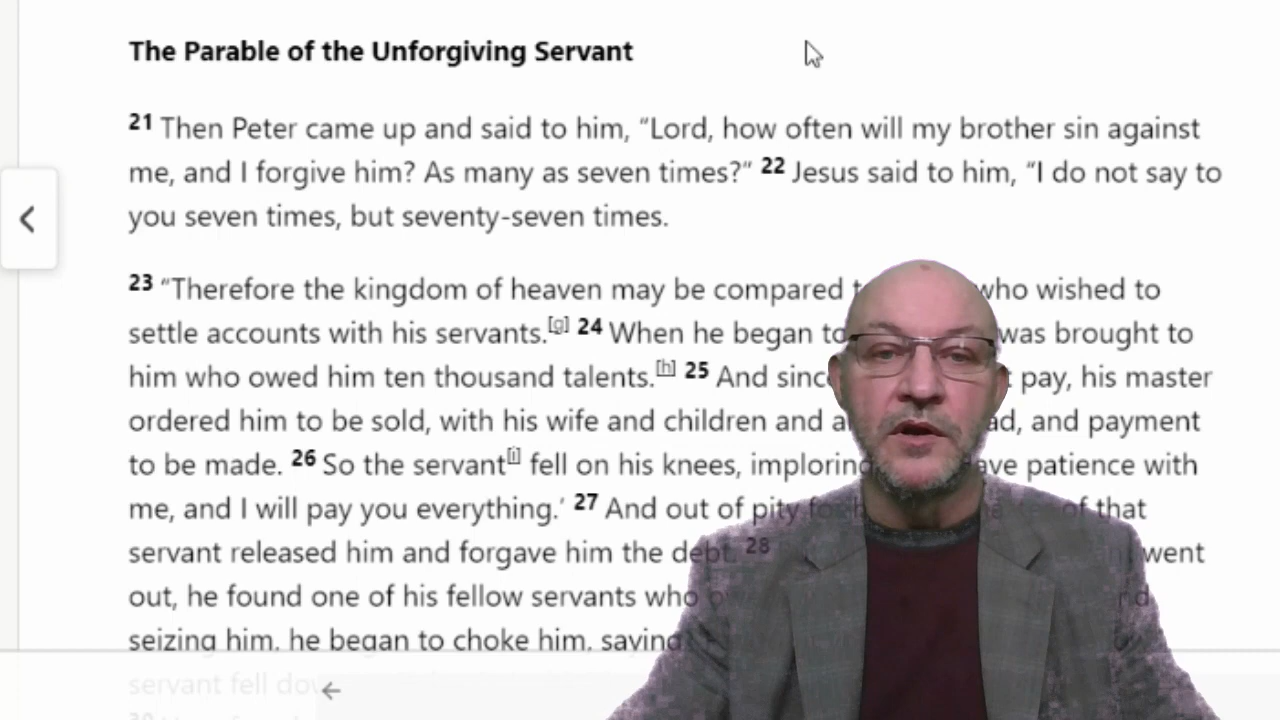 The Parable of the Unforgiving Servant
21 Then Peter came up and said to him, “Lord, how often will my brother sin against
me, and I forgive him? As many as seven times?” 22 Jesus said to him, “I do not say to
you seven times, but seventy-seven times.
23 “Therefore the kingdom of heaven may be compared who wished to
settle accounts with his servants.[g] 24 When he began to was brought to
him who owed him ten thousand talents.[h] 25 And since pay, his master
ordered him to be sold, with his wife and children and and payment
to be made. 26 So the servant[i] fell on his knees, imploring patience with
me, and I will pay you everything.’ 27 And out of pity for of that
servant released him and forgave him the debt. 28 went
out, he found one of his fellow servants who
seizing him, he began to choke him, saying
servant fell